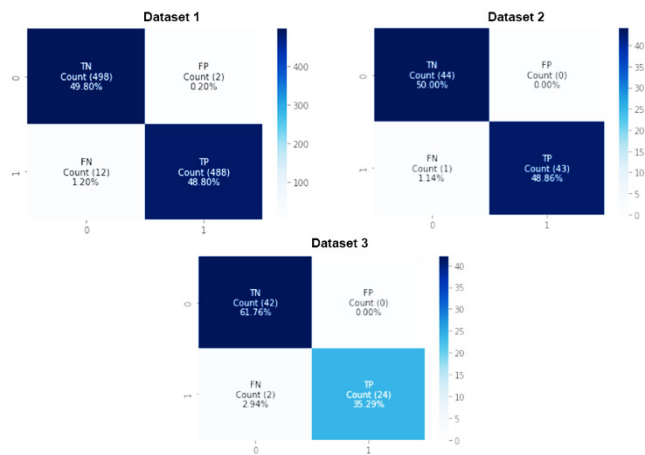 Dataset 1
TN
Count (498)
49.80%
FP
Count (2)
0.20%
FN
Count (12)
1.20%
TP
Count (488)
48.80%
0
1
0
1
400
300
200
100
Dataset 2
TN
Count (44)
50.00%
FP
Count (0)
0.00%
FN
Count (1)
1.14%
TP
Count (43)
48.86%
0
1
0
1
40
35
30
25
20
15
10
5
0
Dataset 3
TN
Count (42)
61.76%
FP
Count (0)
0.00%
FN
Count (2)
2.94%
TP
Count (24)
35.29%
0
1
0
1
40
35
30
25
20
15
10
5
0